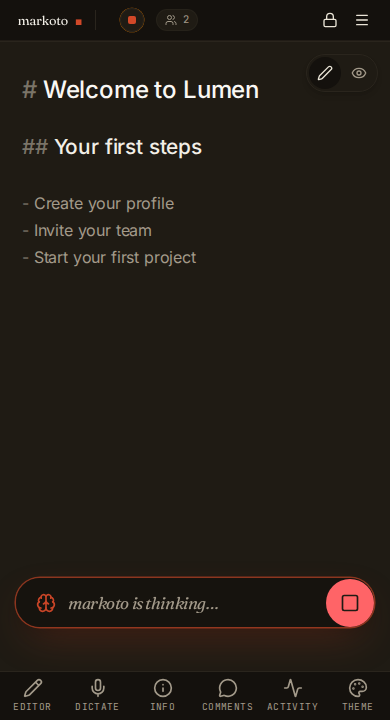 markoto
2
# Welcome to Lumen
## Your first steps
- Create your profile
- Invite your team
- Start your first project
markoto is thinking...
EDITOR DICTATE INFO COMMENTS ACTIVITY THEME